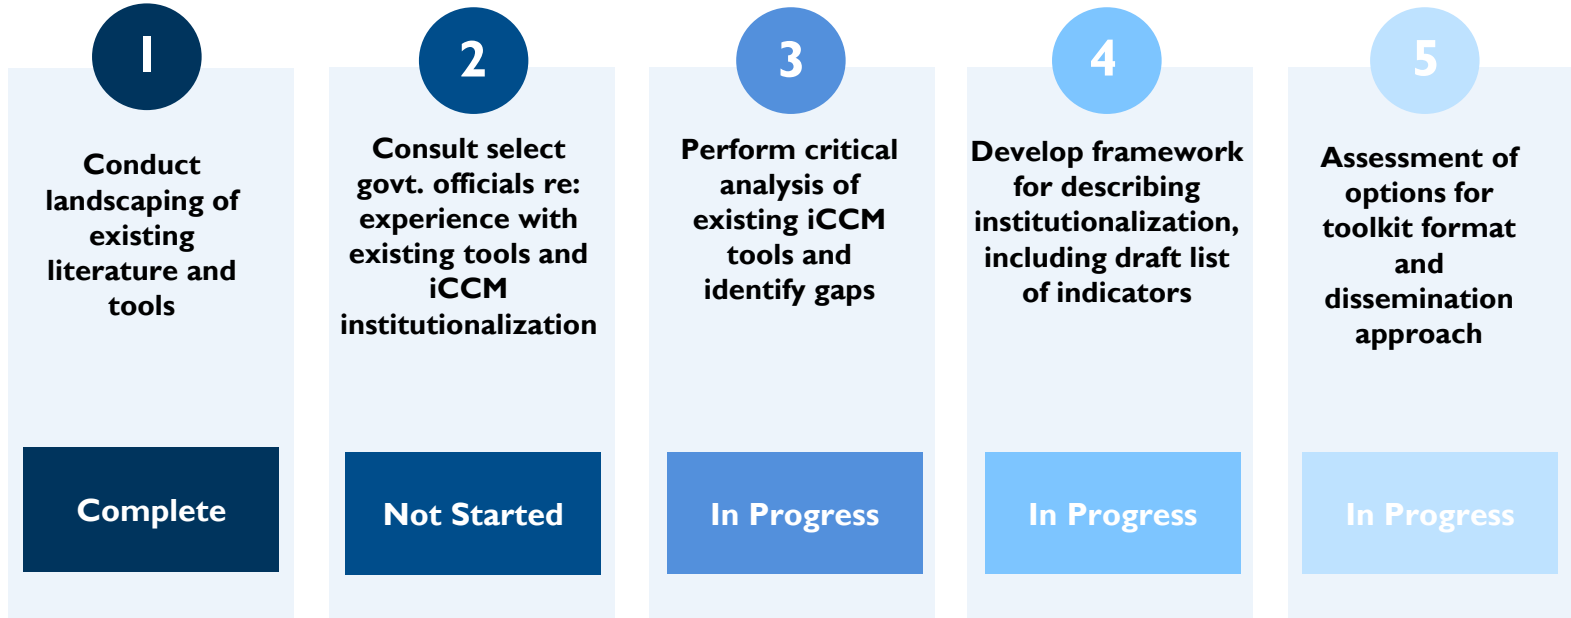 1
Conduct
landscaping of
existing
literature and
tools
Complete
2
Consult select
govt. officials re:
experience with
existing tools and
iCCM
institutionalization
Not Started
3
Perform critical
analysis of
existing iCCM
tools and
identify gaps
In Progress
4
Develop framework
for describing
institutionalization,
including draft list
of indicators
In Progress
5
Assessment of
options for
toolkit format
and
dissemination
approach
In Progress